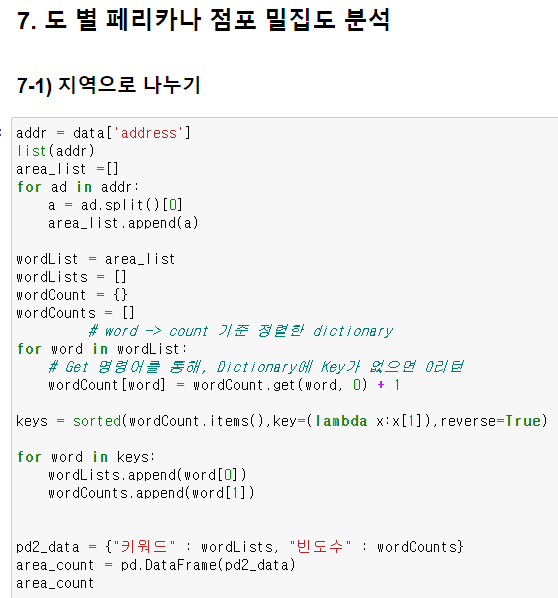 7. 도 별 페리카나 점포 밀집도 분석
7-1) 지역으로 나누기
addr = data['address']
list(addr)
area_list =[]
for ad in addr:
    a = ad.split()[0]
    area_list.append(a)
wordList = area_list
wordLists = []
wordCount = {}
wordCounts = []
         # word -> count 기준 정렬한 dictionary
for word in wordList:
    # Get 명령어를 통해, Dictionary에 Key가 없으면 0리턴
    wordCount[word] = wordCount.get(word, 0) + 1
keys = sorted(wordCount.items(),key=(lambda x:x[1]),reverse=True)
for word in keys:
    wordLists.append(word[0])
    wordCounts.append(word[1])
pd2_data = {"키워드" : wordLists, "빈도수" : wordCounts}
area_count = pd.DataFrame(pd2_data)
area_count